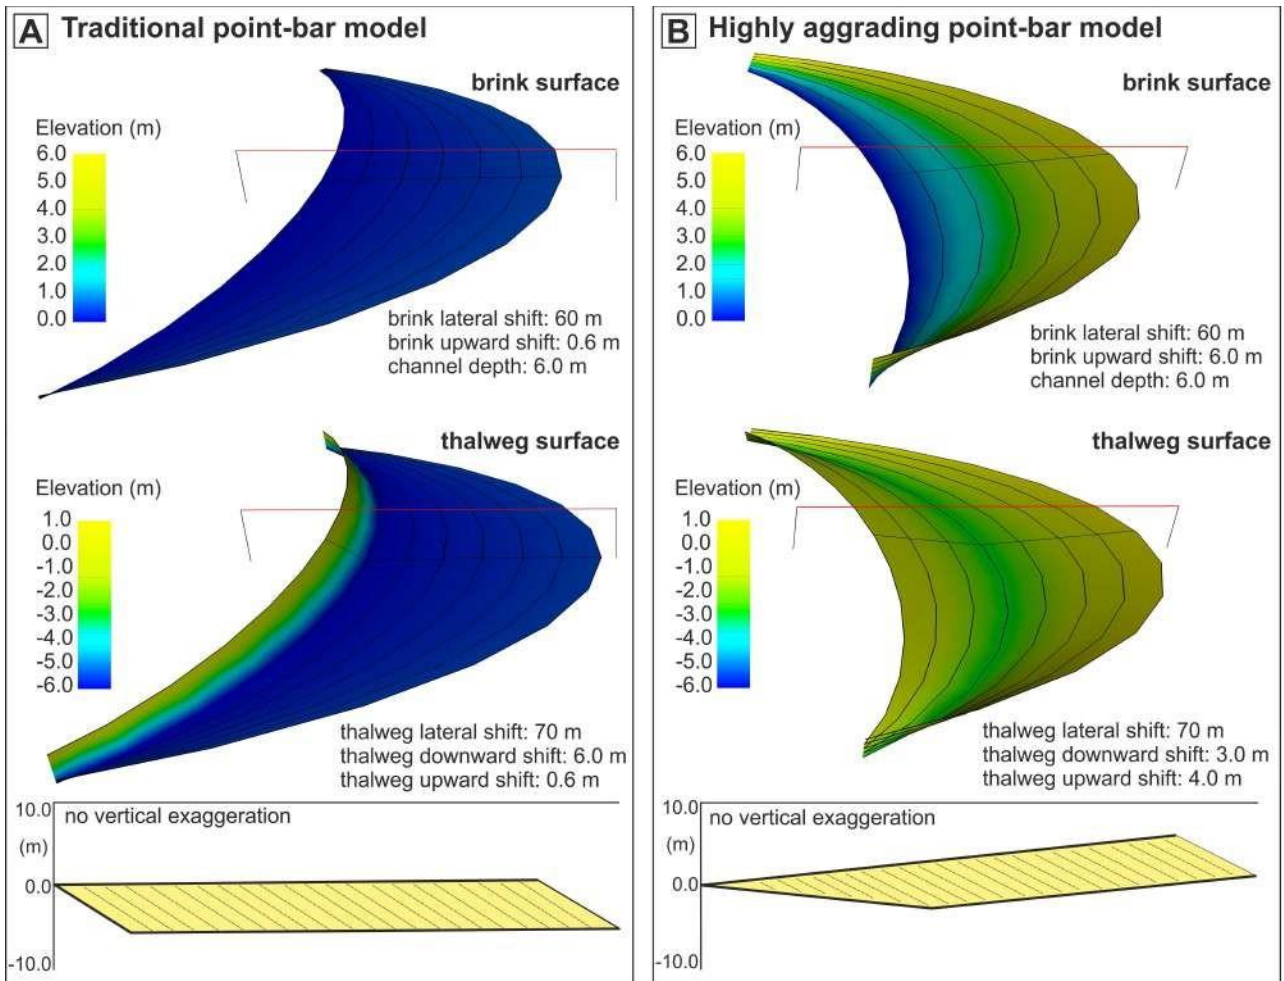 A Traditional point-bar model
brink surface
Elevation (m)
6.0
5.0
4.0
3.0
2.0
1.0
0.0
brink lateral shift: 60 m
brink upward shift: 0.6 m
channel depth: 6.0 m
thalweg surface
Elevation (m)
1.0
0.0
-1.0
-2.0
-3.0
-4.0
-5.0
-6.0
thalweg lateral shift: 70 m
thalweg downward shift: 6.0 m
thalweg upward shift: 0.6 m
10.0
no vertical exaggeration
(m)
0.0
-10.0
B Highly aggrading point-bar model
brink surface
Elevation (m)
6.0
5.0
4.0
3.0
2.0
1.0
0.0
brink lateral shift: 60 m
brink upward shift: 6.0 m
channel depth: 6.0 m
thalweg surface
Elevation (m)
1.0
0.0
-1.0
-2.0
-3.0
-4.0
-5.0
-6.0
thalweg lateral shift: 70 m
thalweg downward shift: 3.0 m
thalweg upward shift: 4.0 m
10.0
no vertical exaggeration
(m)
0.0
-10.0